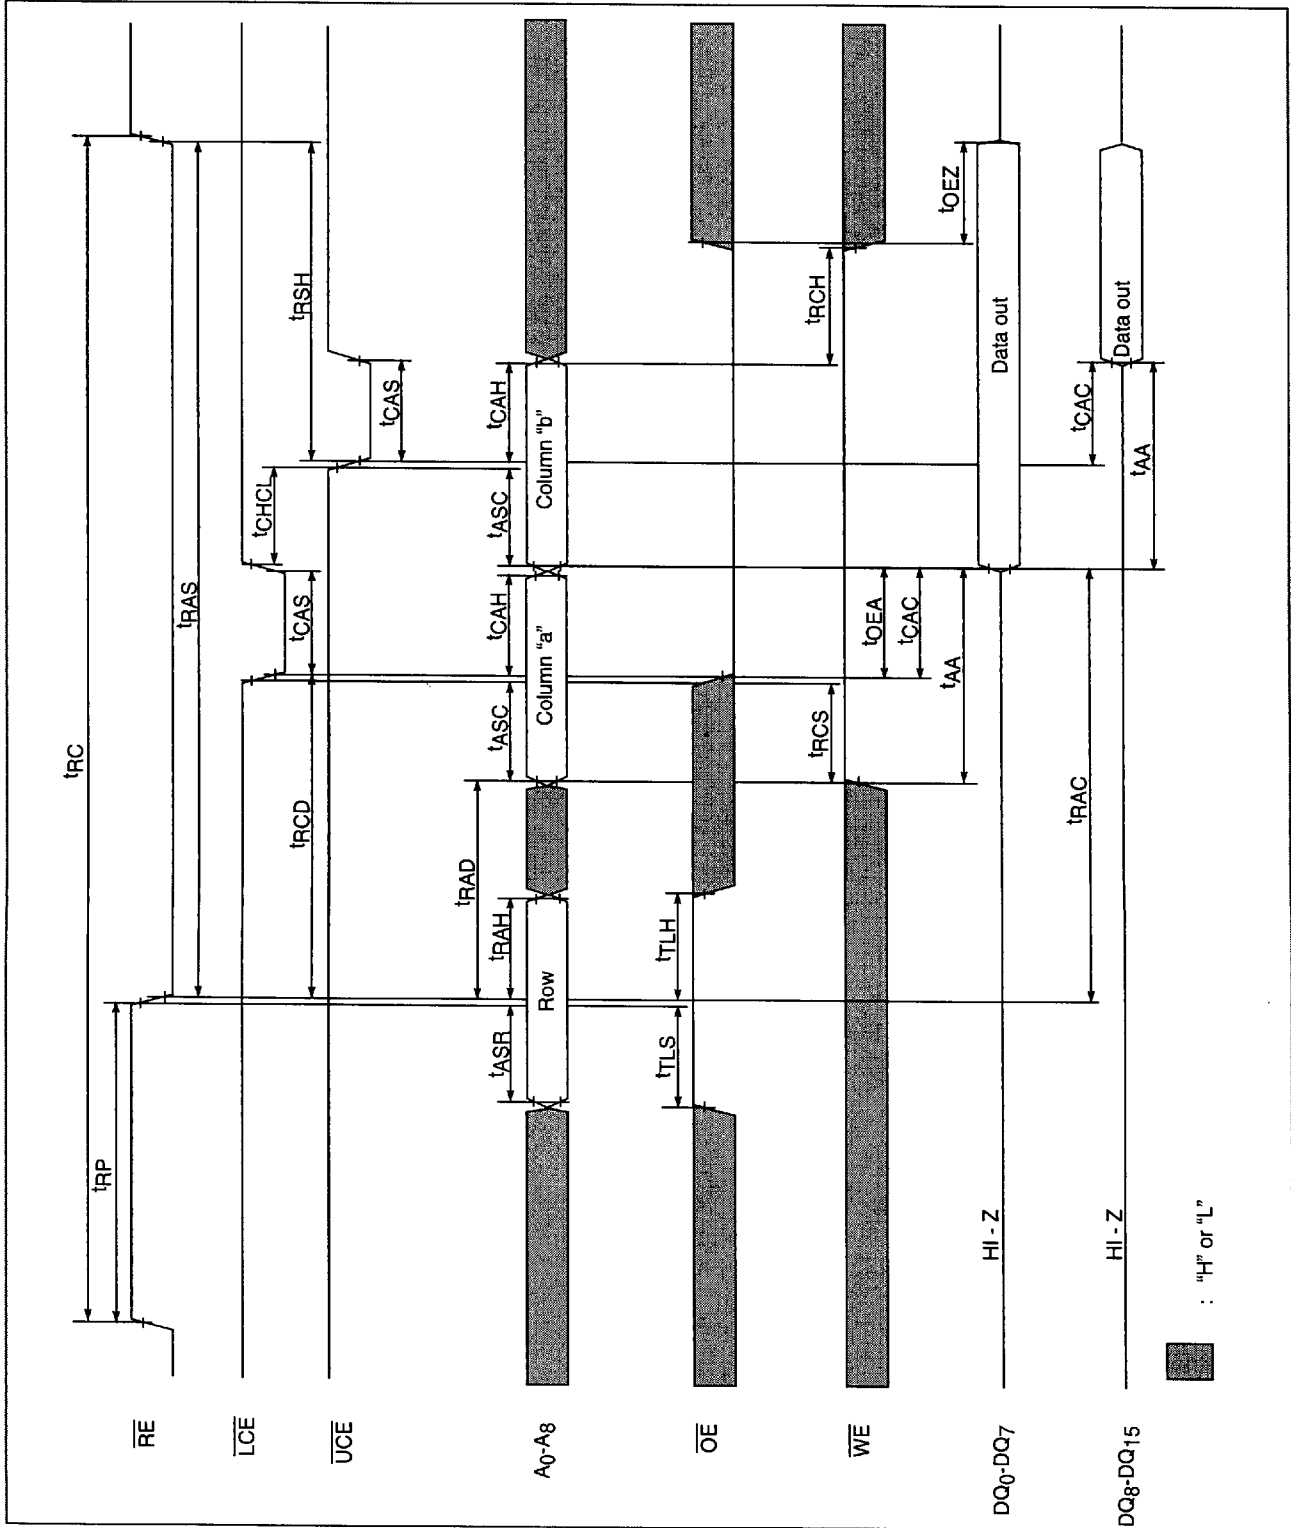 RE
tRP
tRC
tRAS
LCE
tRCD
tCAS
tCHCL
UCE
tRSH
tCAS
A0-A8
tASR
tRAH
tRAD
tASC
tCAH
tASC
tCAH
Row
Column "a"
Column "b"
OE
tTLS
tTLH
WE
tRCS
tRCH
tOEA
tCAC
tAA
tOEZ
DQ0-DQ7
HI - Z
Data out
tRAC
tCAC
DQ8-DQ15
HI - Z
Data out
tAA
: "H" or "L"